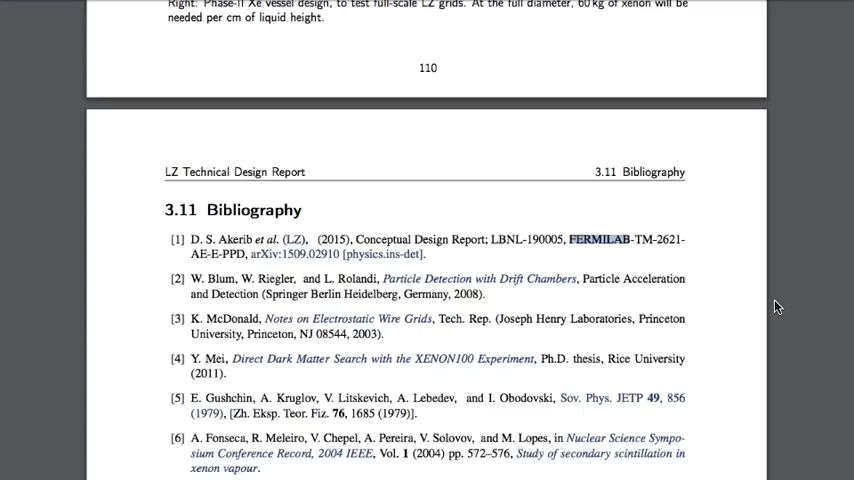 Right: Phase-II Xe vessel design, to test full-scale LZ grids. At the full diameter, 60 kg of xenon will be
needed per cm of liquid height.
110
LZ Technical Design Report
3.11 Bibliography
3.11 Bibliography
[1] D. S. Akerib et al. (LZ), (2015), Conceptual Design Report; LBNL-190005, FERMILAB-TM-2621-
AE-E-PPD, arXiv:1509.02910 [physics.ins-det].
[2] W. Blum, W. Riegler, and L. Rolandi, Particle Detection with Drift Chambers, Particle Acceleration
and Detection (Springer Berlin Heidelberg, Germany, 2008).
[3] K. McDonald, Notes on Electrostatic Wire Grids, Tech. Rep. (Joseph Henry Laboratories, Princeton
University, Princeton, NJ 08544, 2003).
[4] Y. Mei, Direct Dark Matter Search with the XENON100 Experiment, Ph.D. thesis, Rice University
(2011).
[5] E. Gushchin, A. Kruglov, V. Litskevich, A. Lebedev, and I. Obodovski, Sov. Phys. JETP 49, 856
(1979), [Zh. Eksp. Teor. Fiz. 76, 1685 (1979)].
[6] A. Fonseca, R. Meleiro, V. Chepel, A. Pereira, V. Solovov, and M. Lopes, in Nuclear Science Sympo-
sium Conference Record, 2004 IEEE, Vol. 1 (2004) pp. 572–576, Study of secondary scintillation in
xenon vapour.